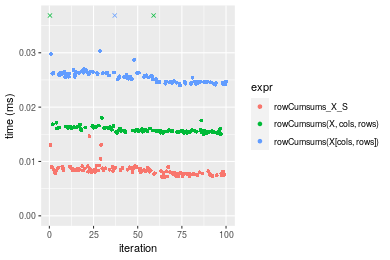 0.03
0.02
0.01
0.00
time (ms)
0
25
50
75
100
iteration
expr
rowCumsums_X_S
rowCumsums(X, cols, rows)
rowCumsums(X[cols, rows])